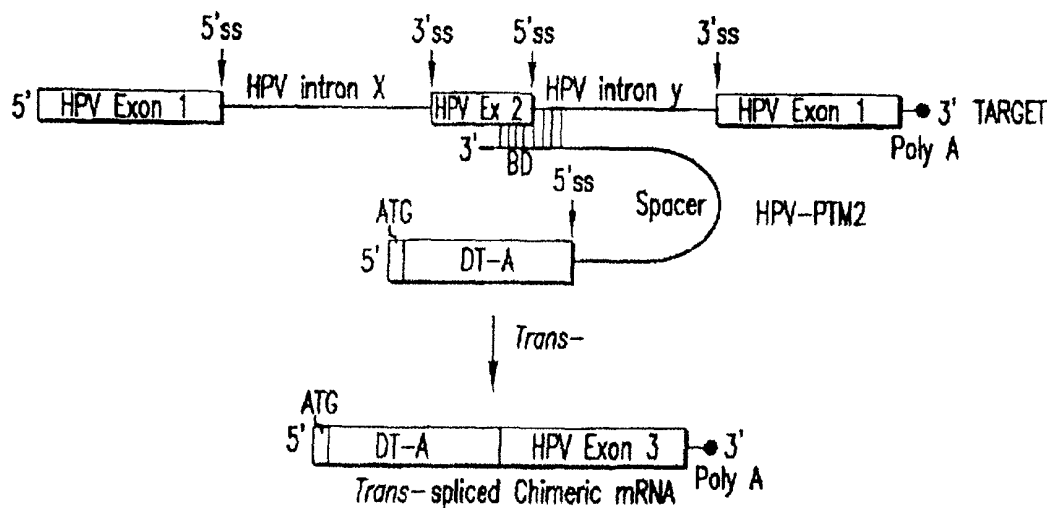 5'ss 3'ss 5'ss 3'ss
5' HPV Exon 1 HPV intron X HPV Ex 2 HPV intron y HPV Exon 1 3' TARGET
Poly A
3' BD
5'ss
Spacer HPV-PTM2
ATG
5' DT-A
Trans-
ATG
5' DT-A HPV Exon 3 3'
Poly A
Trans-spliced Chimeric mRNA